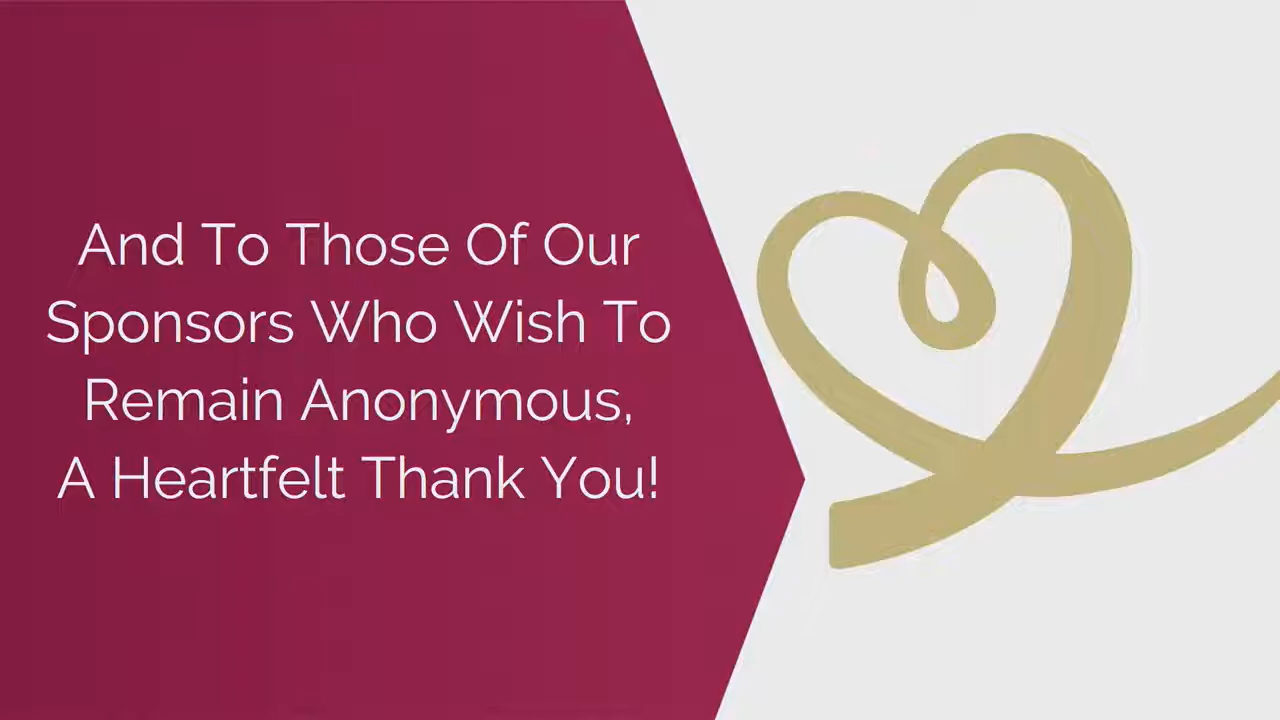 And To Those Of Our
Sponsors Who Wish To
Remain Anonymous,
A Heartfelt Thank You!